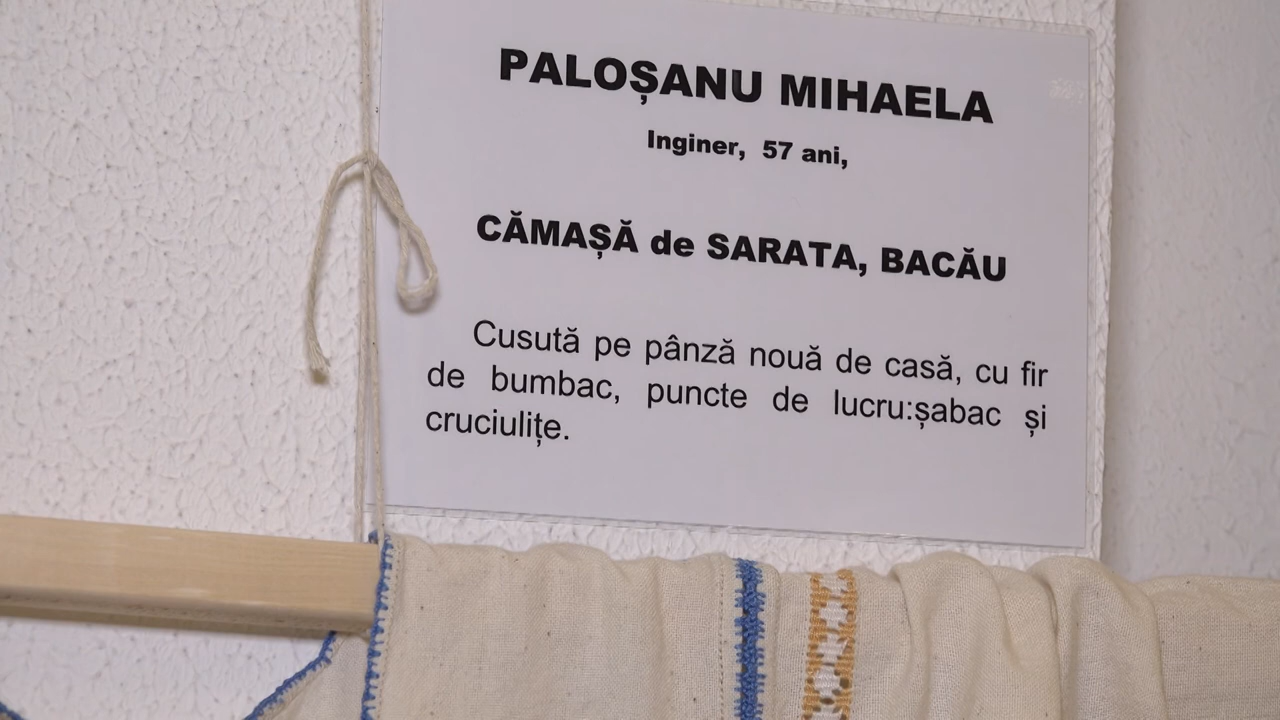 PALOȘANU MIHAELA
Inginer, 57 ani,
CĂMAȘĂ de SARATA, BACĂU
Cusută pe pânză nouă de casă, cu fir
de bumbac, puncte de lucru:șabac și
cruciulițe.